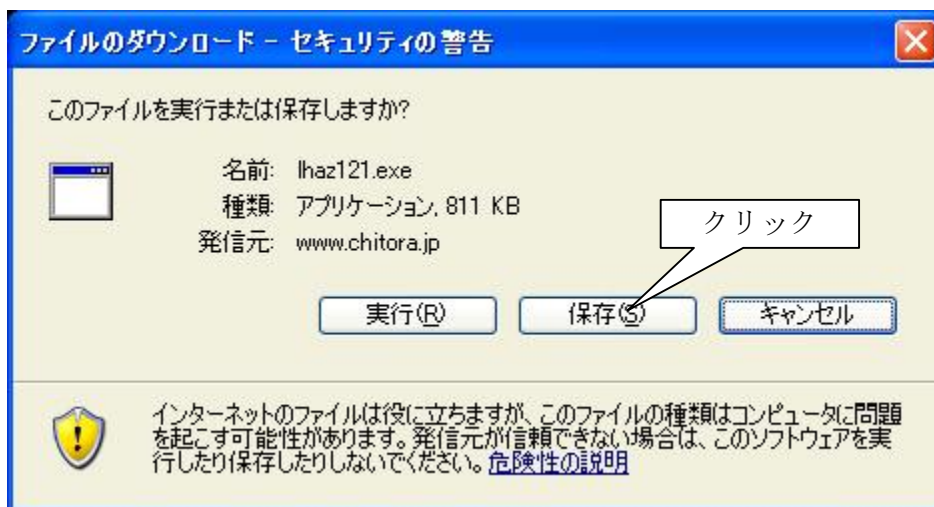 ファイルのダウンロード - セキュリティの警告
このファイルを実行または保存しますか?
名前: lhaz121.exe
種類: アプリケーション, 811 KB
発信元: www.chitora.jp
クリック
実行(R) 保存(S) キャンセル
インターネットのファイルは役に立ちますが、このファイルの種類はコンピュータに問題
を起こす可能性があります。発信元が信頼できない場合は、このソフトウェアを実
行したり保存したりしないでください。危険性の説明